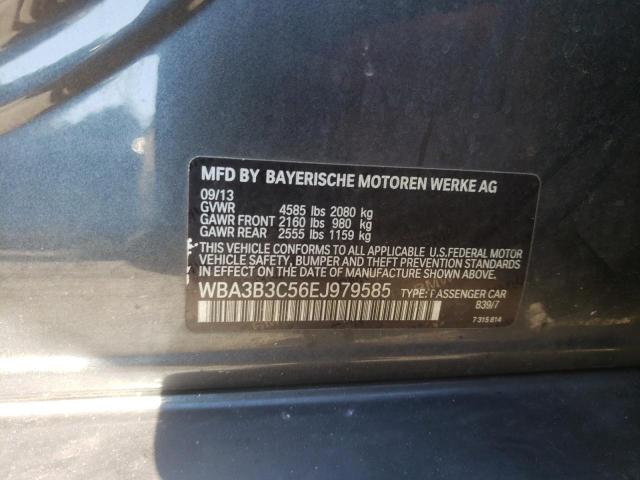 MFD BY BAYERISCHE MOTOREN WERKE AG
09/13
GVWR 4585 lbs 2080 kg
GAWR FRONT 2160 lbs 980 kg
GAWR REAR 2555 lbs 1159 kg
THIS VEHICLE CONFORMS TO ALL APPLICABLE U.S.FEDERAL MOTOR
VEHICLE SAFETY, BUMPER AND THEFT PREVENTION STANDARDS
IN EFFECT ON THE DATE OF MANUFACTURE SHOWN ABOVE.
WBA3B3C56EJ979585 TYPE: PASSENGER CAR
839/7
7 315 814